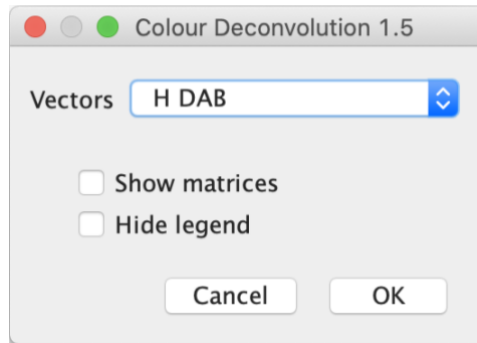 Colour Deconvolution 1.5
Vectors H DAB
Show matrices
Hide legend
Cancel OK